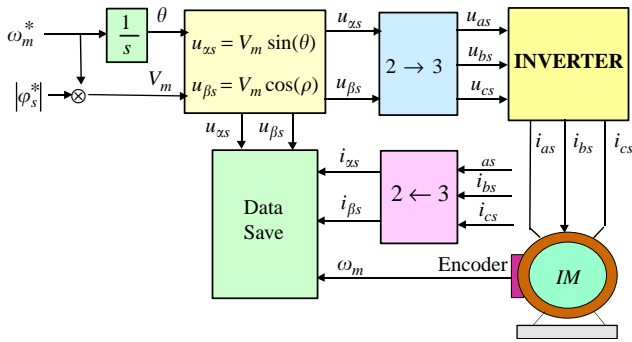 ω*m
1/s
θ
|φ*s|
⊗
Vm
uαs = Vm sin(θ)
uβs = Vm cos(ρ)
uαs
uβs
2 → 3
uas
ubs
ucs
INVERTER
uαs
uβs
ias
ibs
ics
Data
Save
iαs
iβs
2 ← 3
as
ibs
ics
ωm
Encoder
IM